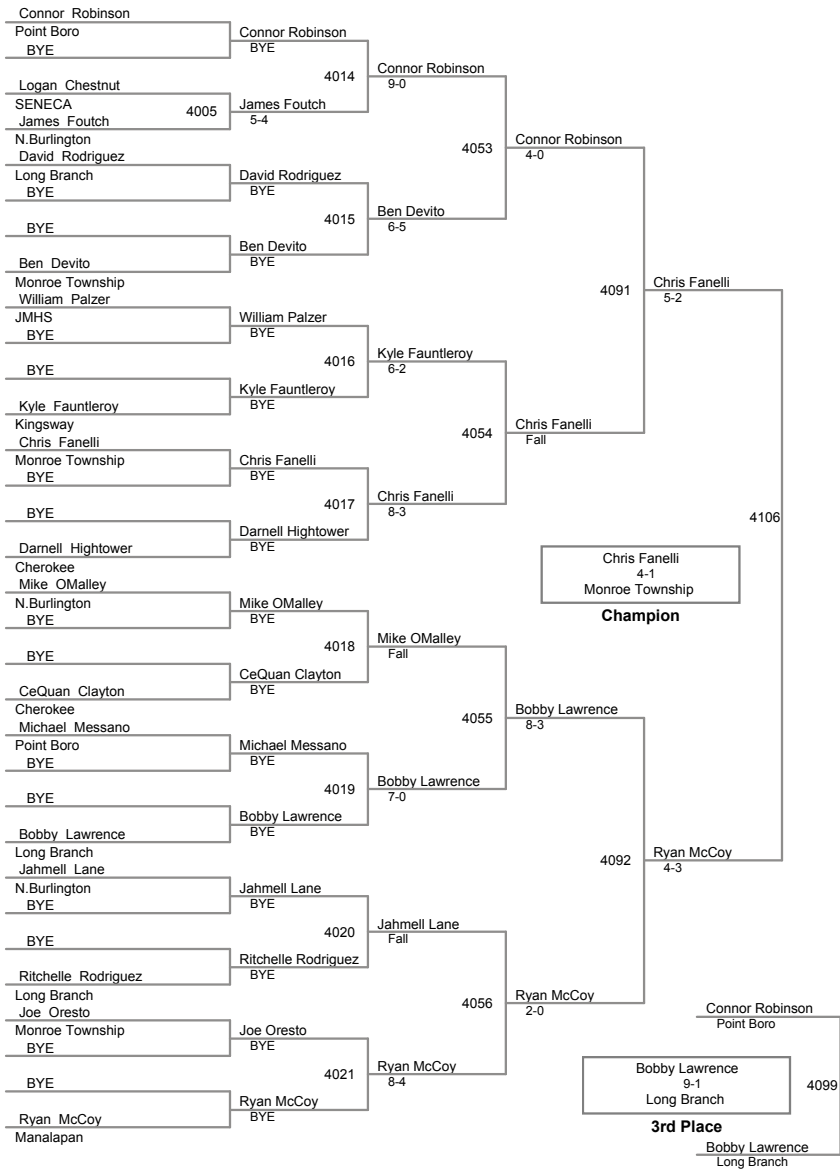 Connor Robinson
Point Boro
BYE
Logan Chestnut
SENECA
James Foutch
N.Burlington
David Rodriguez
Long Branch
BYE
BYE
Ben Devito
Monroe Township
William Palzer
JMHS
BYE
BYE
Kyle Fauntleroy
Kingsway
Chris Fanelli
Monroe Township
BYE
BYE
Darnell Hightower
Cherokee
Mike OMalley
N.Burlington
BYE
BYE
CeQuan Clayton
Cherokee
Michael Messano
Point Boro
BYE
BYE
Bobby Lawrence
Long Branch
Jahmell Lane
N.Burlington
BYE
BYE
Ritchelle Rodriguez
Long Branch
Joe Oresto
Monroe Township
BYE
BYE
Ryan McCoy
Manalapan
4005
Connor Robinson
BYE
James Foutch
5-4
David Rodriguez
BYE
Ben Devito
BYE
William Palzer
BYE
Kyle Fauntleroy
BYE
Chris Fanelli
BYE
Darnell Hightower
BYE
Mike OMalley
BYE
CeQuan Clayton
BYE
Michael Messano
BYE
Bobby Lawrence
BYE
Jahmell Lane
BYE
Ritchelle Rodriguez
BYE
Joe Oresto
BYE
Ryan McCoy
BYE
4014
4015
4016
4017
4018
4019
4020
4021
Connor Robinson
9-0
Ben Devito
6-5
Kyle Fauntleroy
6-2
Chris Fanelli
8-3
Mike OMalley
Fall
Bobby Lawrence
7-0
Jahmell Lane
Fall
Ryan McCoy
8-4
4053
4054
4055
4056
Connor Robinson
4-0
Chris Fanelli
Fall
Bobby Lawrence
8-3
Ryan McCoy
2-0
4091
4092
Chris Fanelli
5-2
Ryan McCoy
4-3
4106
Chris Fanelli
4-1
Monroe Township
Champion
Connor Robinson
Point Boro
Bobby Lawrence
9-1
Long Branch
4099
3rd Place
Bobby Lawrence
Long Branch